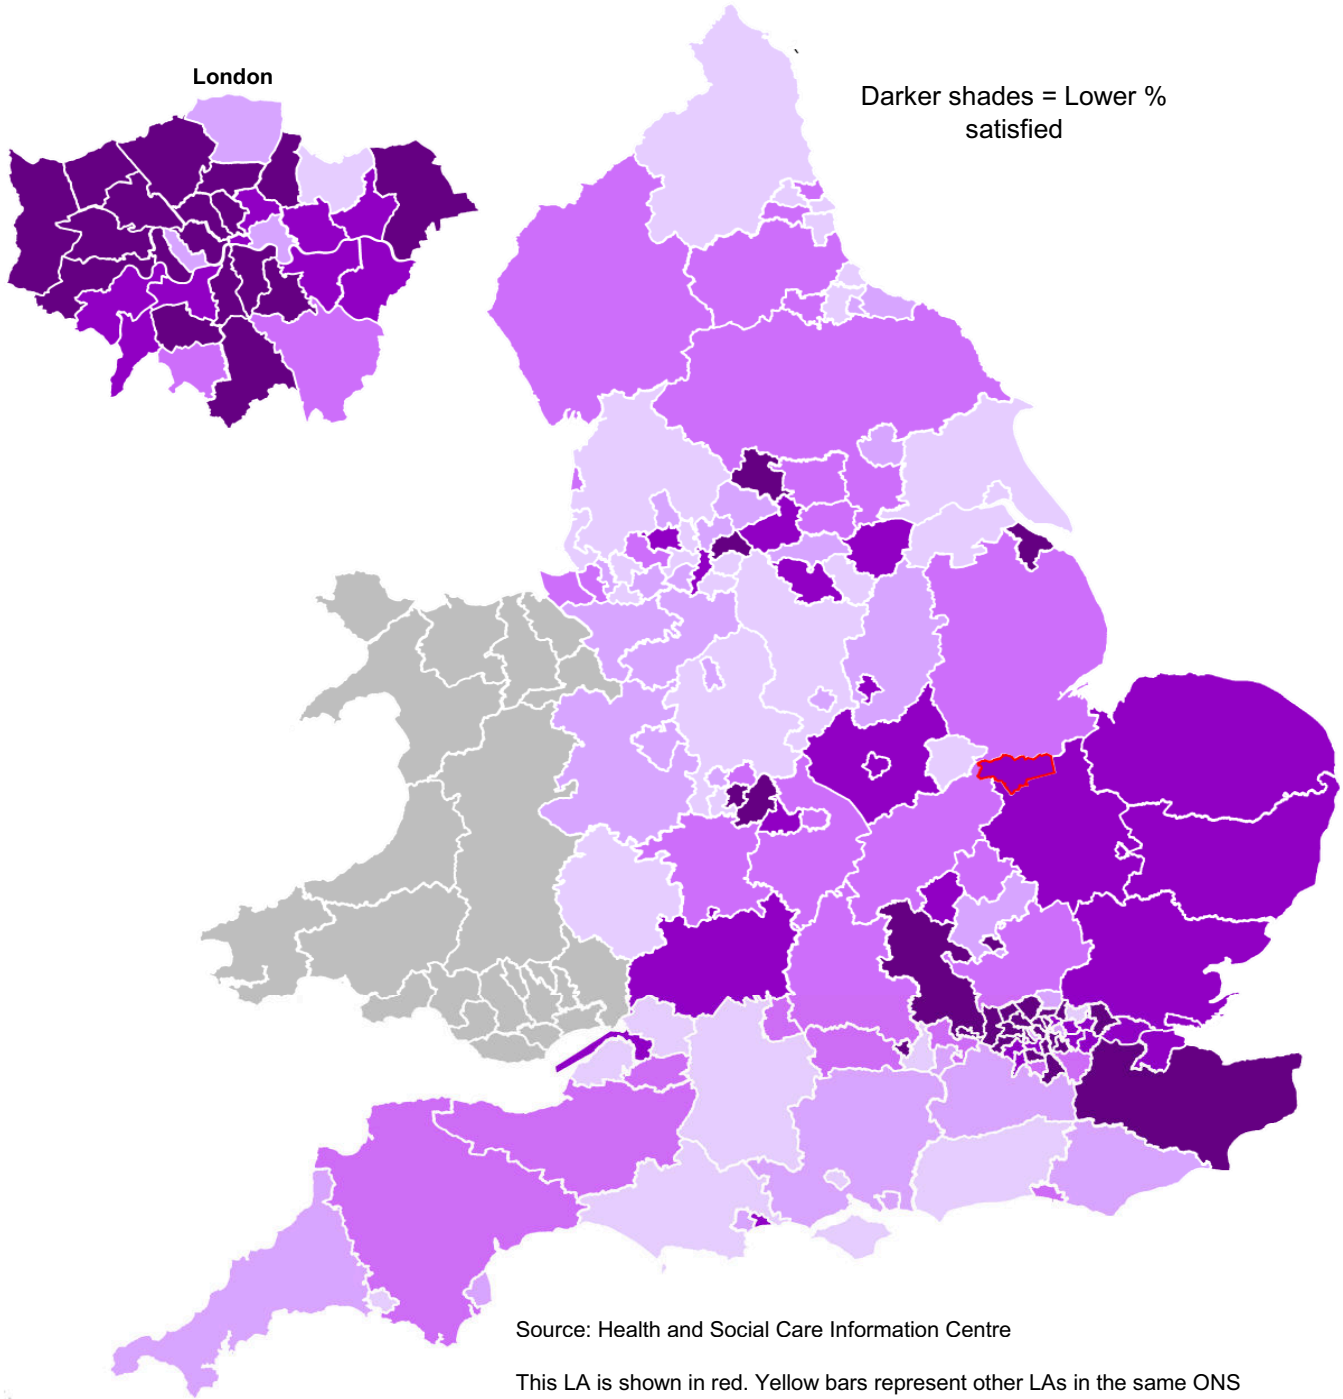 London
Darker shades = Lower %
satisfied
Source: Health and Social Care Information Centre
This LA is shown in red. Yellow bars represent other LAs in the same ONS